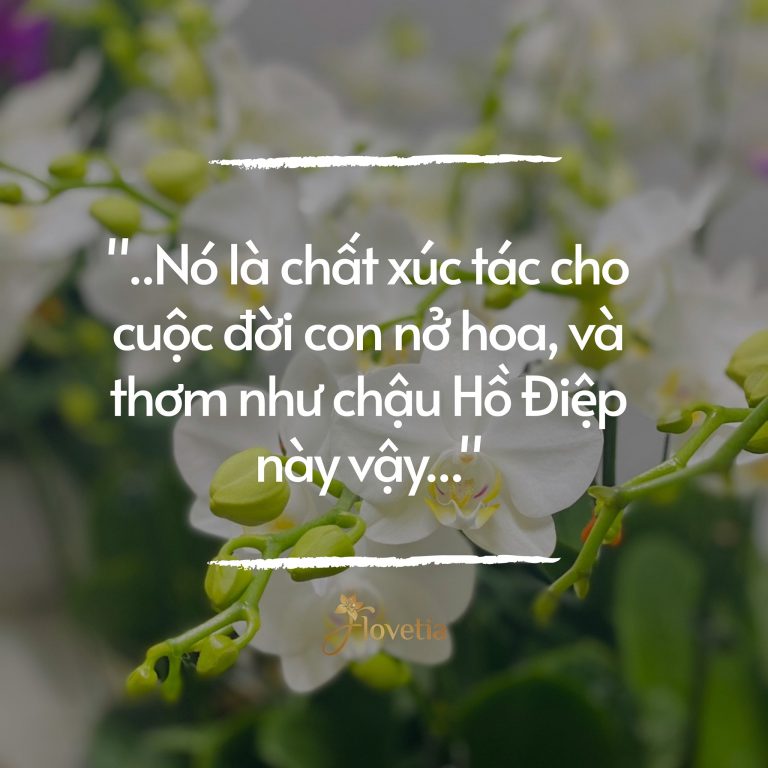 "..Nó là chất xúc tác cho
cuộc đời con nở hoa, và
thơm như chậu Hồ Điệp
này vậy..."
Flovetia